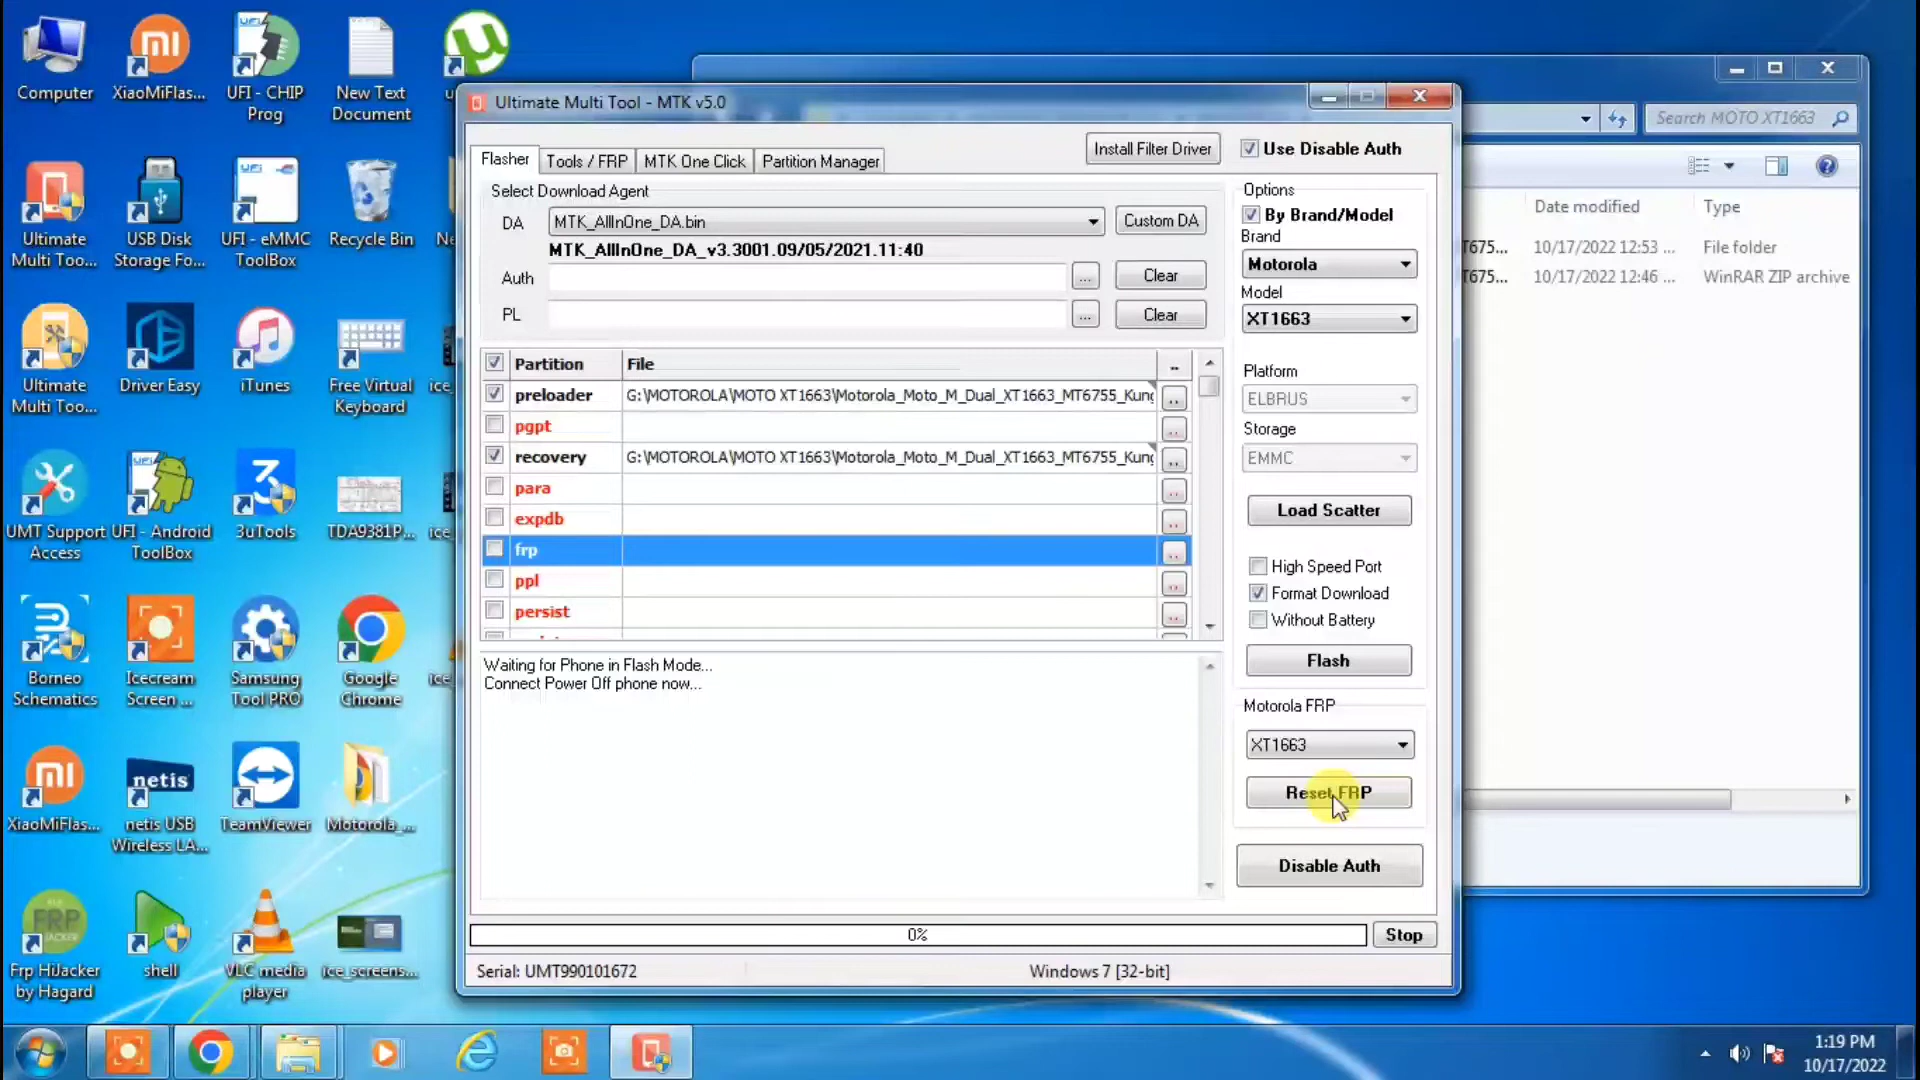 Computer
XiaoMiFlas...
UFI - CHIP
Prog
New Text
Document
Ultimate
Multi Too...
USB Disk
Storage Fo...
UFI - eMMC
ToolBox
Recycle Bin
Ultimate
Multi Too...
Driver Easy
iTunes
Free Virtual
Keyboard
UMT Support
Access
UFI - Android
ToolBox
3uTools
TDA9381P...
Borneo
Schematics
Icecream
Screen ...
Samsung
Tool PRO
Google
Chrome
XiaoMiFlas...
netis USB
Wireless LA...
TeamViewer
Motorola_...
Frp HiJacker
by Hagard
shell
VLC media
player
ice_screens...
Ultimate Multi Tool - MTK v5.0
Flasher
Tools / FRP
MTK One Click
Partition Manager
Install Filter Driver
Use Disable Auth
Select Download Agent
DA
MTK_AllInOne_DA.bin
Custom DA
MTK_AllInOne_DA_v3.3001.09/05/2021.11:40
Auth
...
Clear
PL
...
Clear
Partition
File
..
preloader
G:\MOTOROLA\MOTO XT1663\Motorola_Moto_M_Dual_XT1663_MT6755_Kung
pgpt
recovery
G:\MOTOROLA\MOTO XT1663\Motorola_Moto_M_Dual_XT1663_MT6755_Kung
para
expdb
frp
ppl
persist
Waiting for Phone in Flash Mode...
Connect Power Off phone now...
Options
By Brand/Model
Brand
Motorola
Model
XT1663
Platform
ELBRUS
Storage
EMMC
Load Scatter
High Speed Port
Format Download
Without Battery
Flash
Motorola FRP
XT1663
Reset FRP
Disable Auth
0%
Stop
Serial: UMT990101672
Windows 7 [32-bit]
Search MOTO XT1663
Date modified
Type
T675...
10/17/2022 12:53 ...
File folder
T675...
10/17/2022 12:46 ...
WinRAR ZIP archive
1:19 PM
10/17/2022